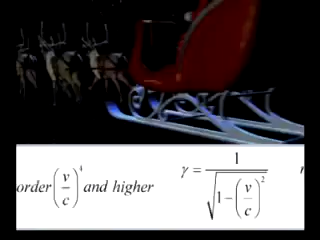 order (v/c)^4 and higher γ = 1/√(1−(v/c)^2)